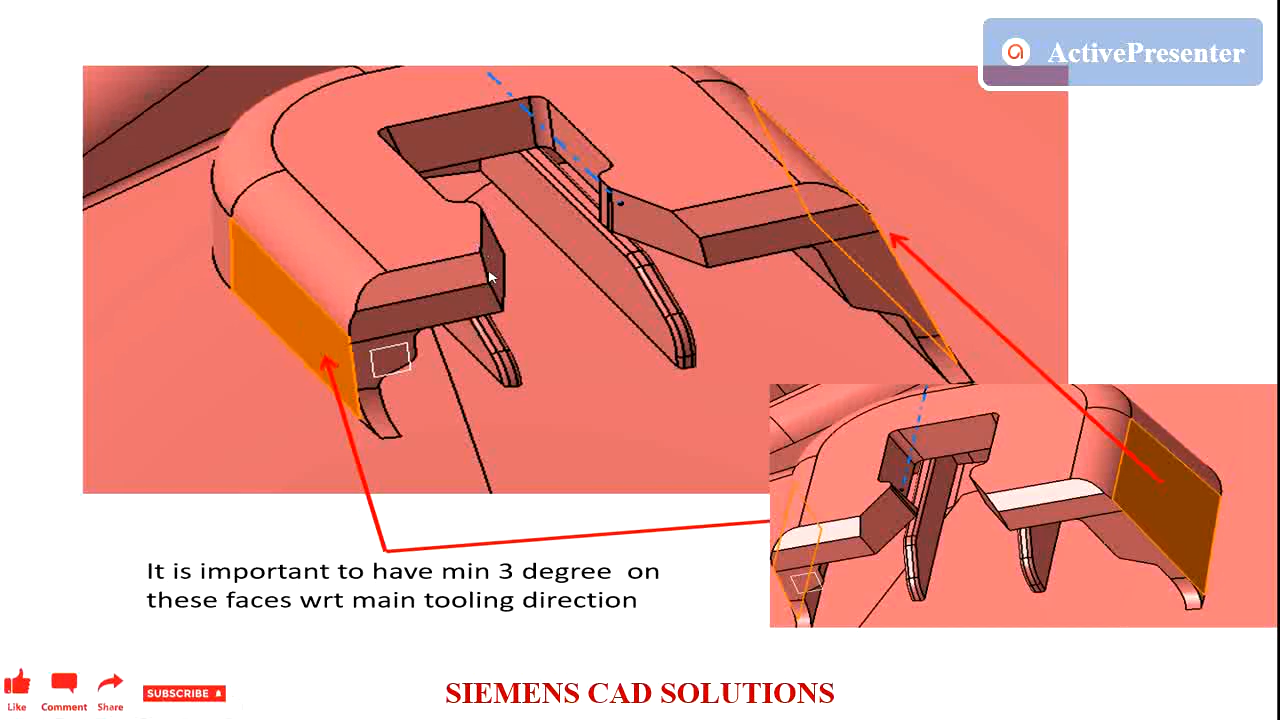 ActivePresenter
It is important to have min 3 degree on
these faces wrt main tooling direction
Like
Comment
Share
SUBSCRIBE
SIEMENS CAD SOLUTIONS